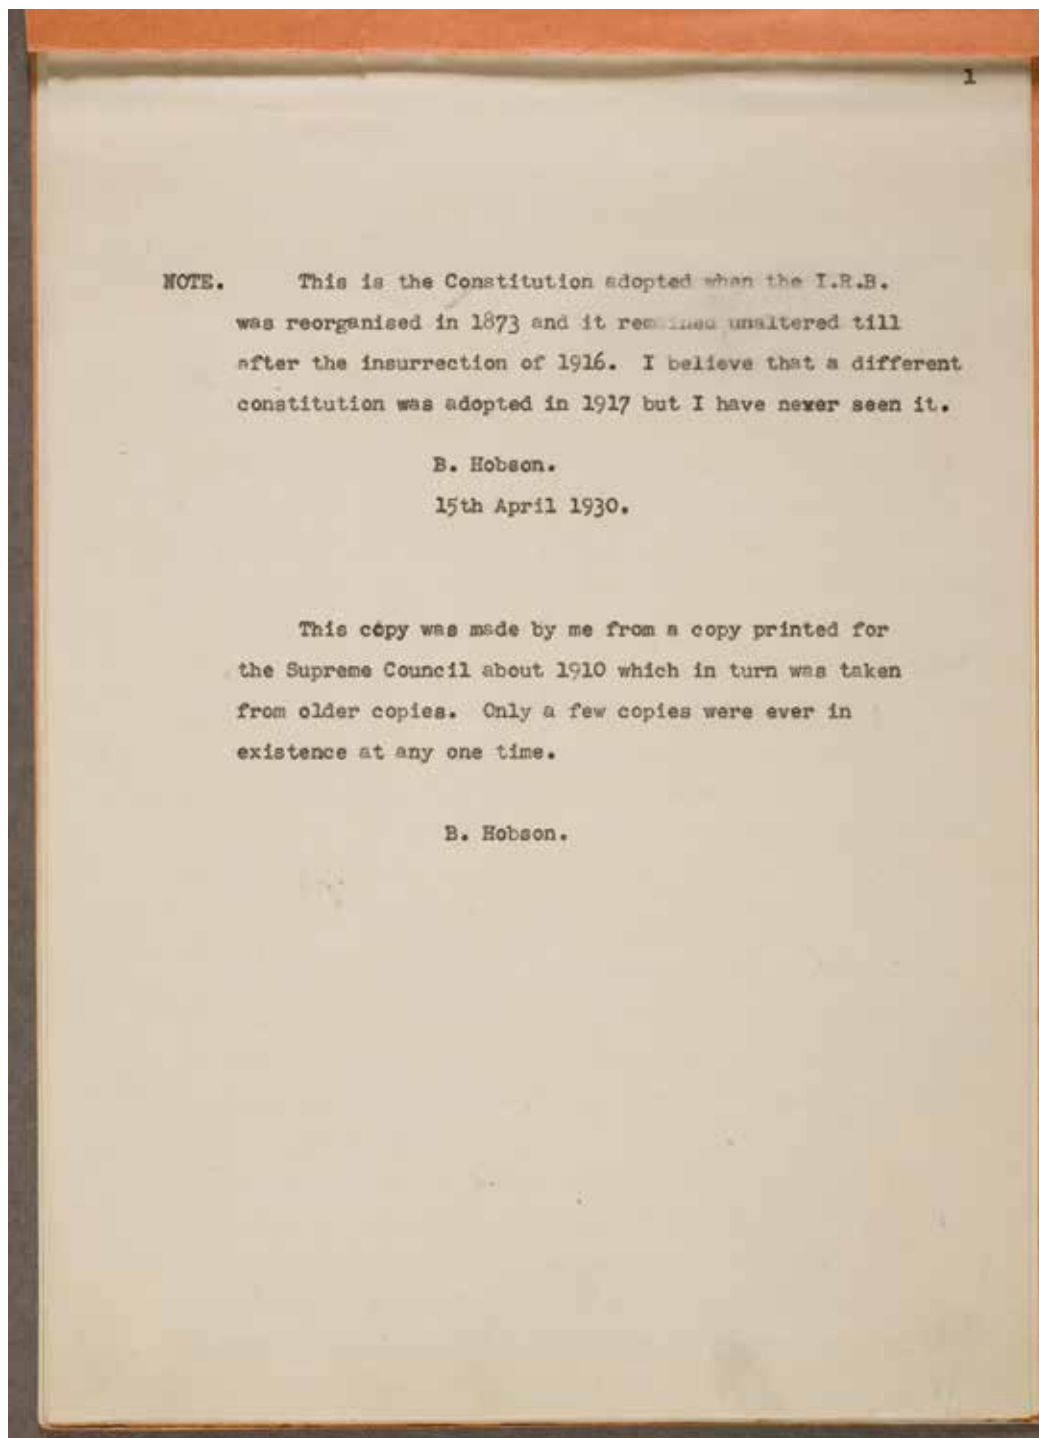 1
NOTE. This is the Constitution adopted when the I.R.B.
was reorganised in 1873 and it remained unaltered till
after the insurrection of 1916. I believe that a different
constitution was adopted in 1917 but I have never seen it.
B. Hobson.
15th April 1930.
This copy was made by me from a copy printed for
the Supreme Council about 1910 which in turn was taken
from older copies. Only a few copies were ever in
existence at any one time.
B. Hobson.